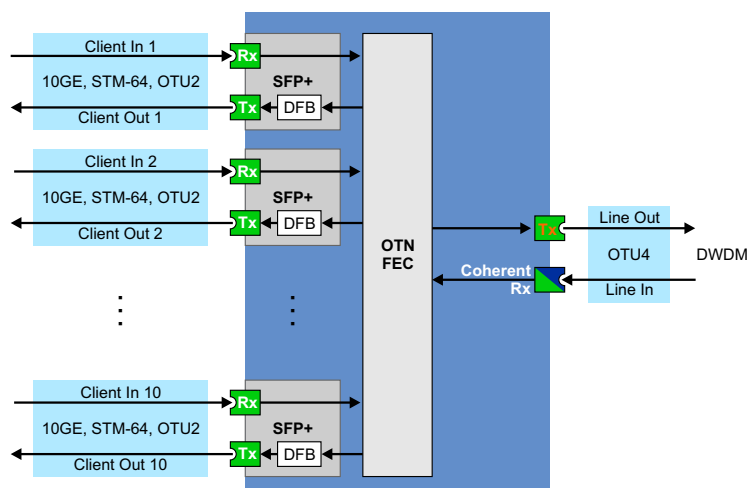 Client In 1
Rx
10GE, STM-64, OTU2
SFP+
Tx
DFB
Client Out 1
Client In 2
Rx
10GE, STM-64, OTU2
SFP+
Tx
DFB
Client Out 2
OTN
FEC
Tx
Line Out
OTU4
DWDM
Coherent
Rx
Line In
Client In 10
Rx
10GE, STM-64, OTU2
SFP+
Tx
DFB
Client Out 10